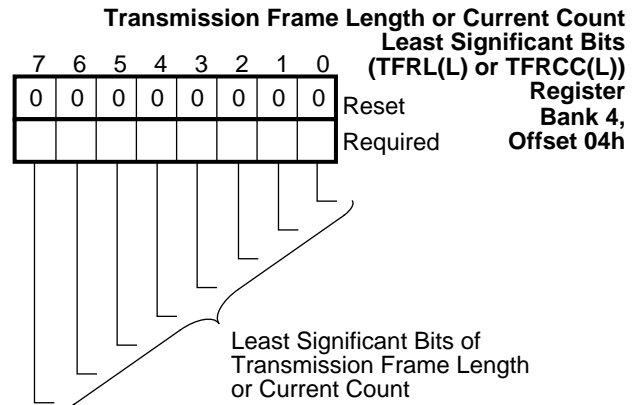 Transmission Frame Length or Current Count
Least Significant Bits
(TFRL(L) or TFRCC(L))
Register
Bank 4,
Offset 04h
7 6 5 4 3 2 1 0
0 0 0 0 0 0 0 0 Reset
Required
Least Significant Bits of
Transmission Frame Length
or Current Count